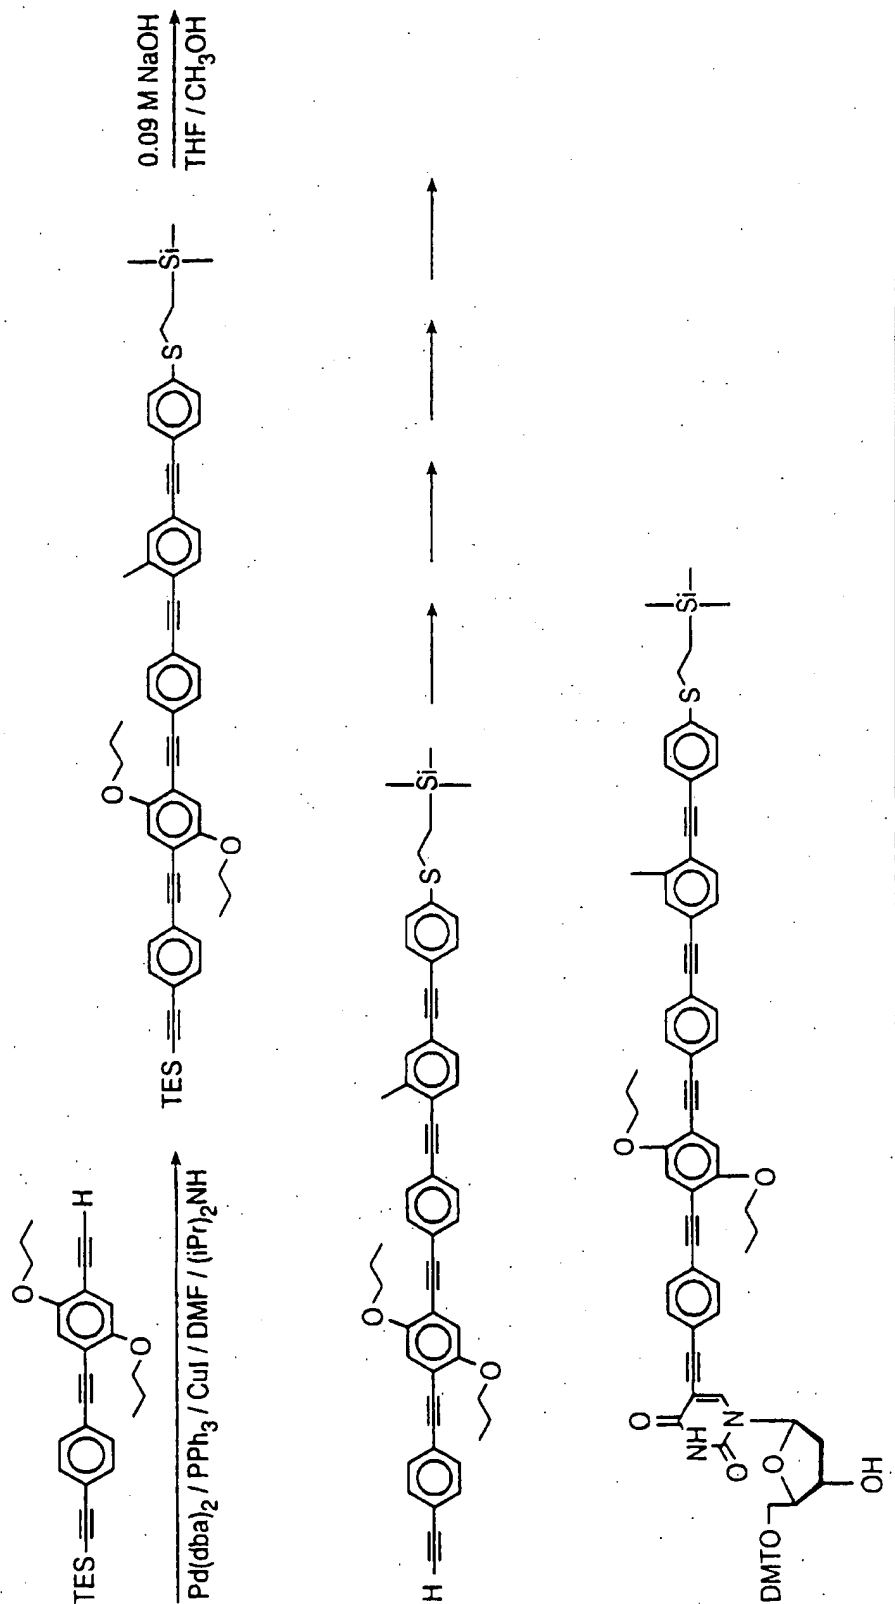 O
TES
H
O
Pd(dba)2 / PPh3 / CuI / DMF / (iPr)2NH
O
TES
O
S
Si
0.09 M NaOH
THF / CH3OH
O
H
O
S
Si
O
O
NH
N
O
O
DMTO
OH
O
S
Si